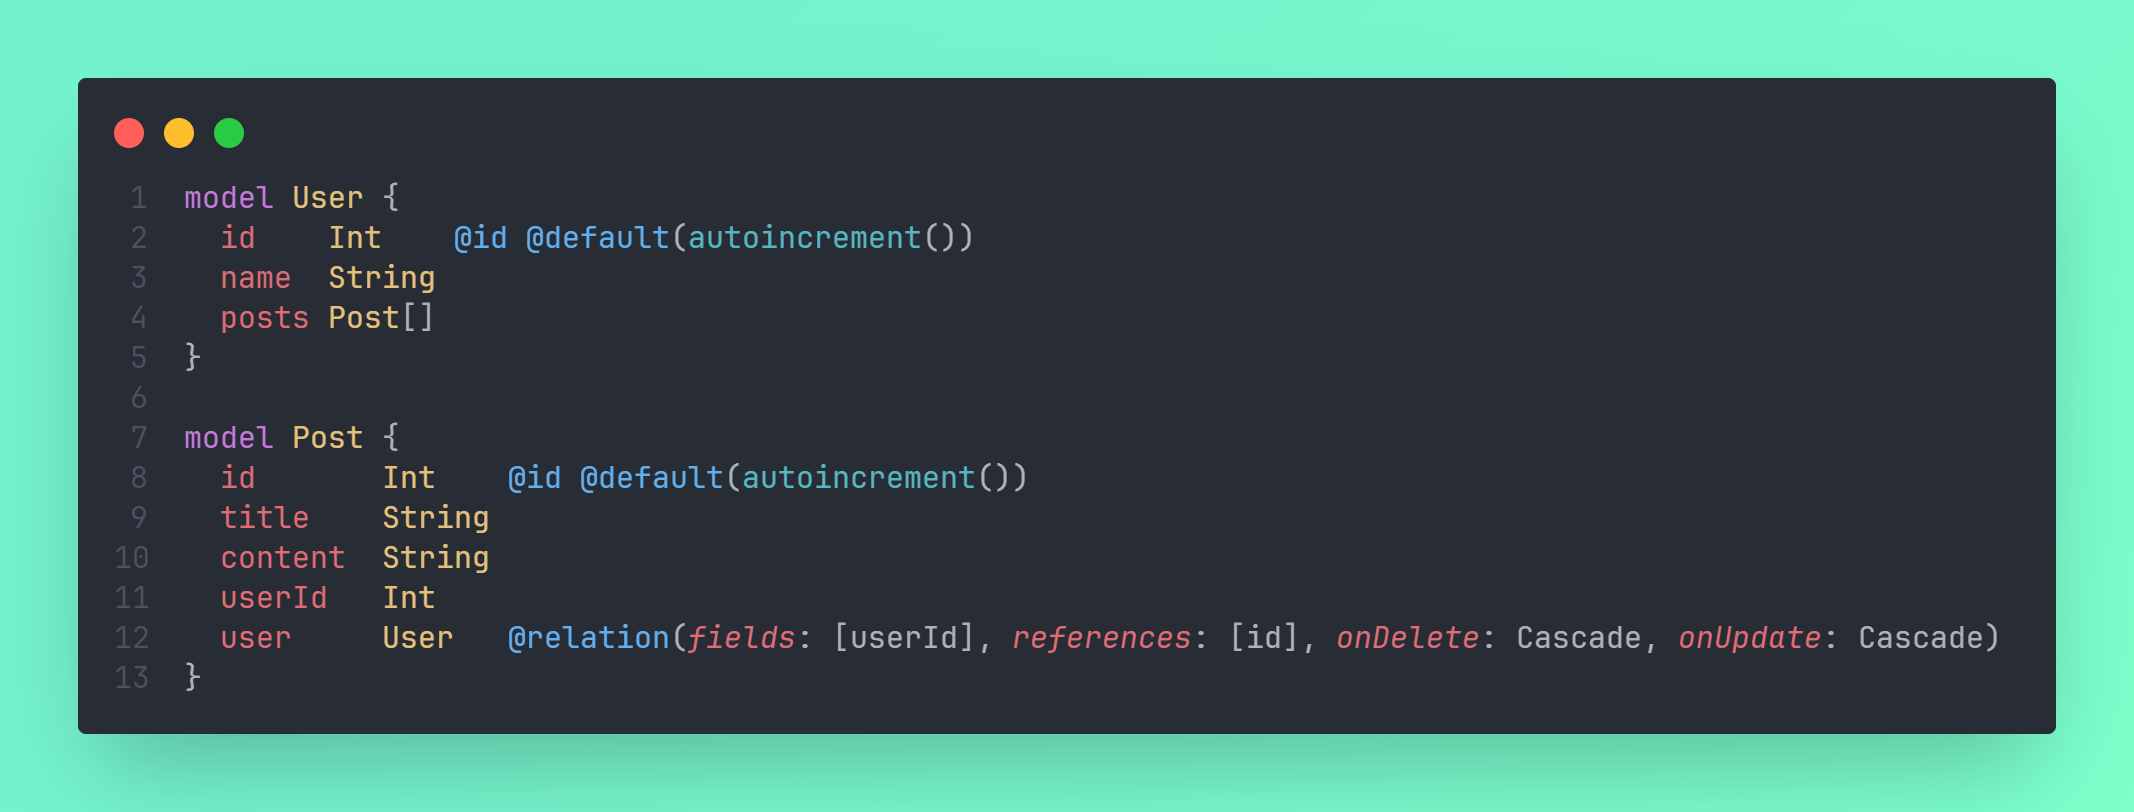 1 model User {
2   id    Int    @id @default(autoincrement())
3   name  String
4   posts Post[]
5 }
6
7 model Post {
8   id       Int    @id @default(autoincrement())
9   title    String
10   content  String
11   userId   Int
12   user     User   @relation(fields: [userId], references: [id], onDelete: Cascade, onUpdate: Cascade)
13 }